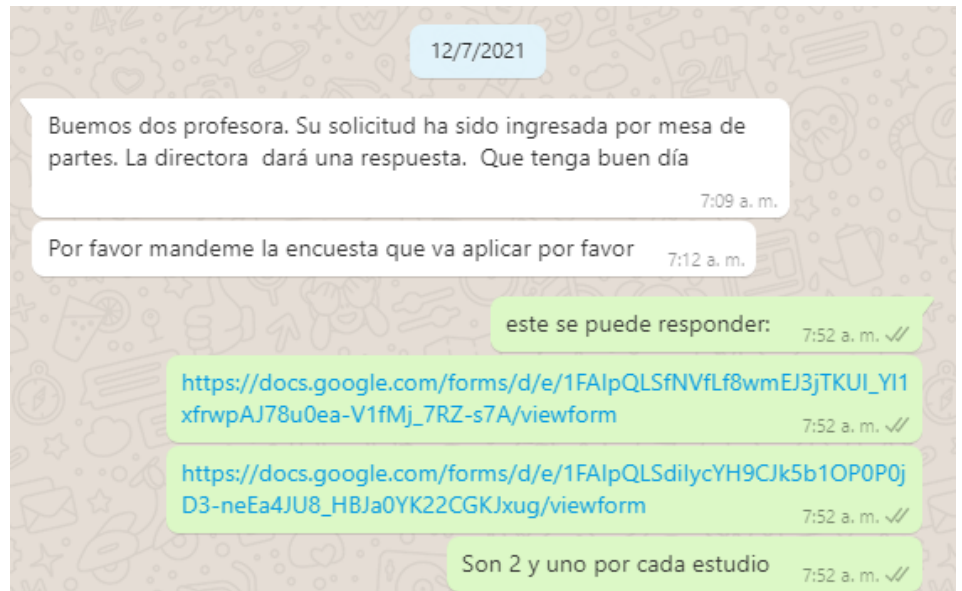 12/7/2021
Buemos dos profesora. Su solicitud ha sido ingresada por mesa de
partes. La directora dará una respuesta. Que tenga buen día
7:09 a. m.
Por favor mandeme la encuesta que va aplicar por favor 7:12 a. m.
este se puede responder: 7:52 a. m.
https://docs.google.com/forms/d/e/1FAIpQLSfNVfLf8wmEJ3jTKUI_YI1
xfrwpAJ78u0ea-V1fMj_7RZ-s7A/viewform 7:52 a. m.
https://docs.google.com/forms/d/e/1FAIpQLSdilycYH9CJk5b1OP0P0j
D3-neEa4JU8_HBJa0YK22CGKJxug/viewform 7:52 a. m.
Son 2 y uno por cada estudio 7:52 a. m.